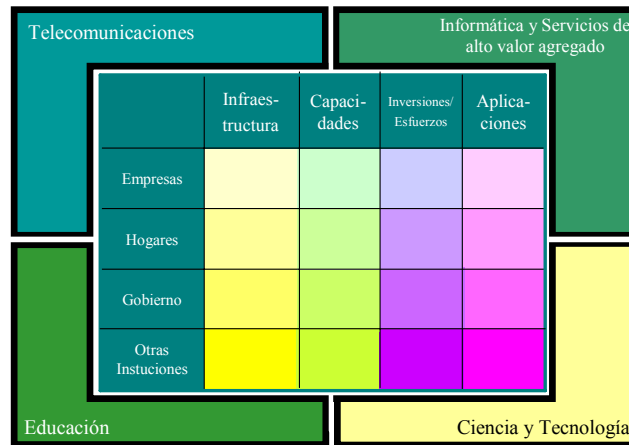 Telecomunicaciones
Informática y Servicios de
alto valor agregado
Infraes-
tructura
Capaci-
dades
Inversiones/
Esfuerzos
Aplica-
ciones
Empresas
Hogares
Gobierno
Otras
Instuciones
Educación
Ciencia y Tecnología